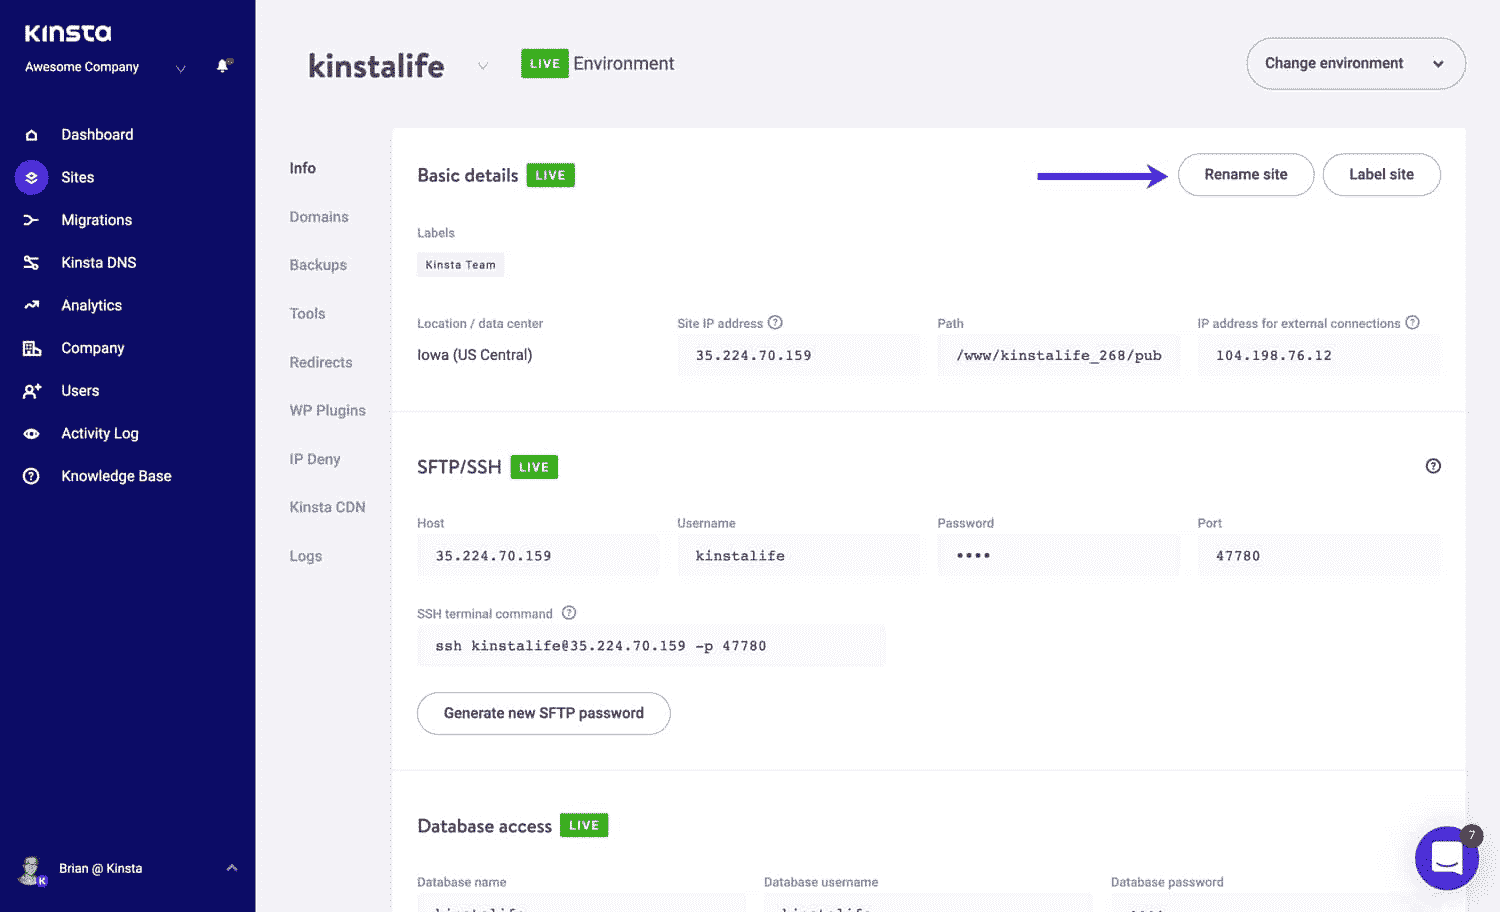 KINSTA
Awesome Company
Dashboard
Sites
Migrations
Kinsta DNS
Analytics
Company
Users
Activity Log
Knowledge Base
Brian @ Kinsta
K
kinstalife
LIVE Environment
Change environment
Info
Domains
Backups
Tools
Redirects
WP Plugins
IP Deny
Kinsta CDN
Logs
Basic details LIVE
Rename site
Label site
Labels
Kinsta Team
Location / data center
Iowa (US Central)
Site IP address ?
35.224.70.159
Path
/www/kinstalife_268/pub
IP address for external connections ?
104.198.76.12
SFTP/SSH LIVE
?
Host
35.224.70.159
Username
kinstalife
Password
••••
Port
47780
SSH terminal command ?
ssh kinstalife@35.224.70.159 -p 47780
Generate new SFTP password
Database access LIVE
Database name
kinstalife
Database username
kinstalife
Database password
7